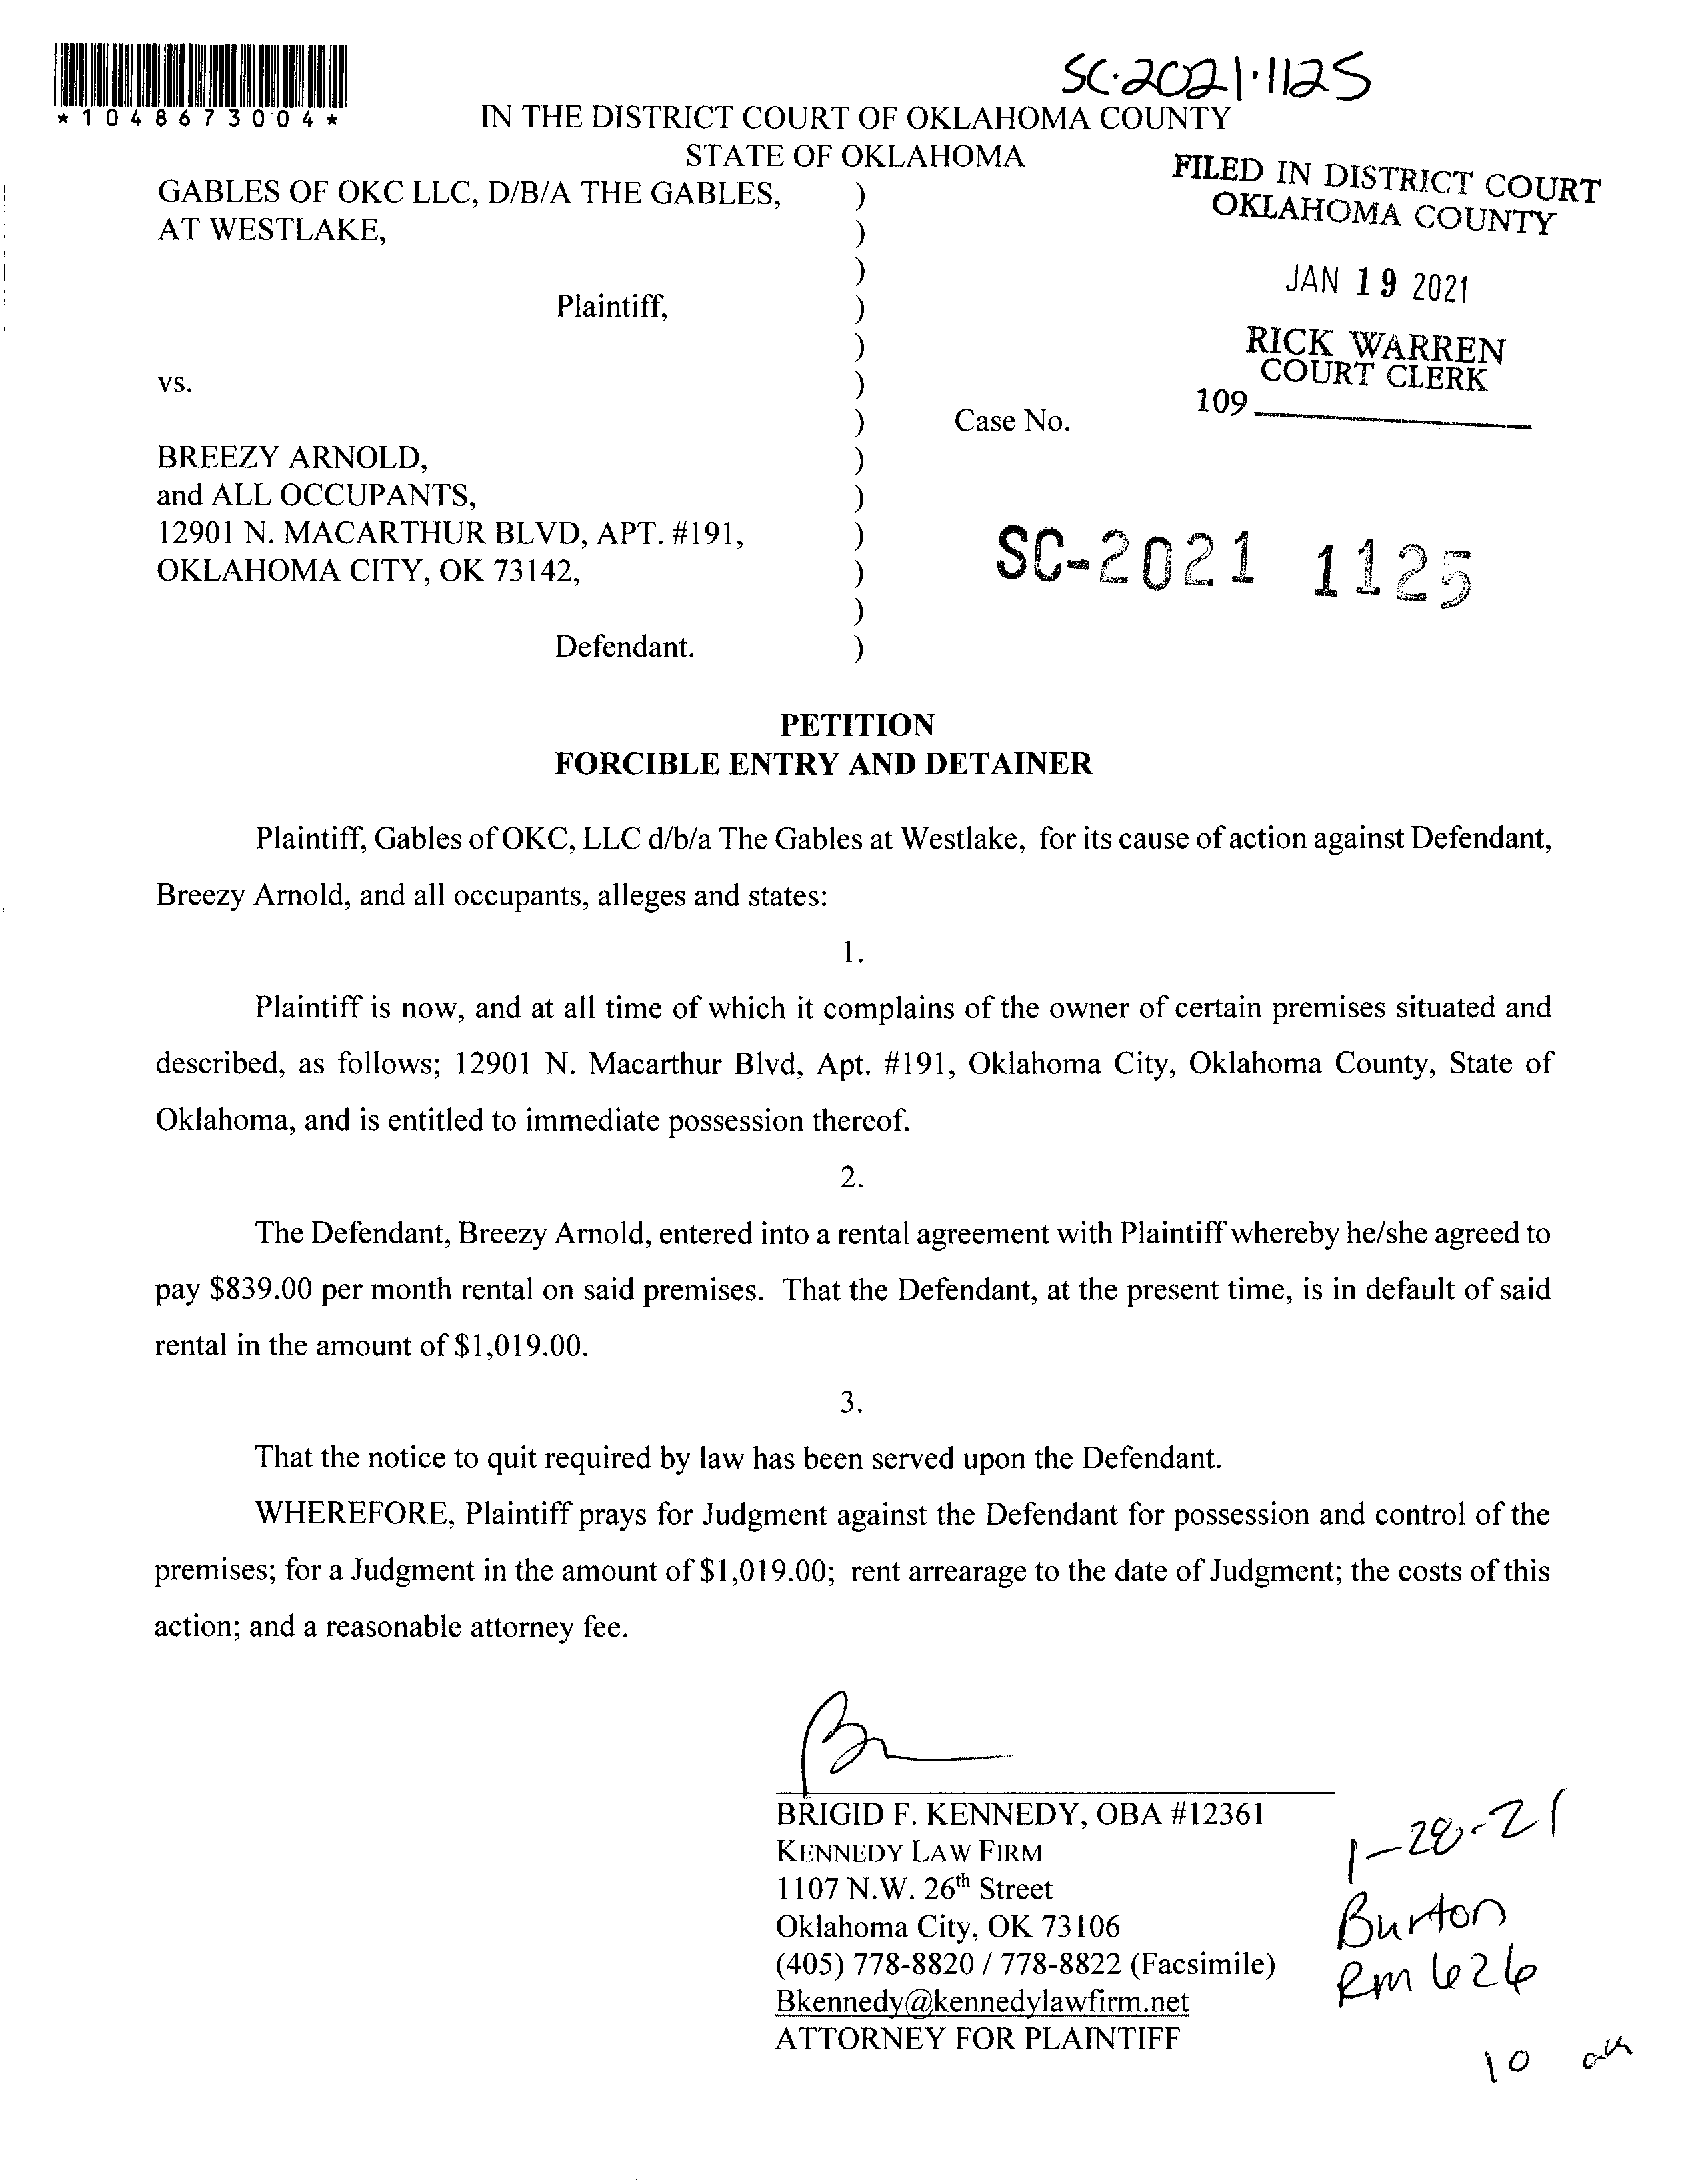 SC-2021-1125
*1048673004*
IN THE DISTRICT COURT OF OKLAHOMA COUNTY
STATE OF OKLAHOMA
FILED IN DISTRICT COURT
OKLAHOMA COUNTY
JAN 19 2021
RICK WARREN
COURT CLERK
109
GABLES OF OKC LLC, D/B/A THE GABLES, )
AT WESTLAKE, )
)
Plaintiff, )
)
vs. )
) Case No.
BREEZY ARNOLD, )
and ALL OCCUPANTS, )
12901 N. MACARTHUR BLVD, APT. #191, )
OKLAHOMA CITY, OK 73142, )
)
Defendant. )
SC-2021 1125
PETITION
FORCIBLE ENTRY AND DETAINER
Plaintiff, Gables of OKC, LLC d/b/a The Gables at Westlake, for its cause of action against Defendant,
Breezy Arnold, and all occupants, alleges and states:
1.
Plaintiff is now, and at all time of which it complains of the owner of certain premises situated and
described, as follows; 12901 N. Macarthur Blvd, Apt. #191, Oklahoma City, Oklahoma County, State of
Oklahoma, and is entitled to immediate possession thereof.
2.
The Defendant, Breezy Arnold, entered into a rental agreement with Plaintiff whereby he/she agreed to
pay $839.00 per month rental on said premises. That the Defendant, at the present time, is in default of said
rental in the amount of $1,019.00.
3.
That the notice to quit required by law has been served upon the Defendant.
WHEREFORE, Plaintiff prays for Judgment against the Defendant for possession and control of the
premises; for a Judgment in the amount of $1,019.00; rent arrearage to the date of Judgment; the costs of this
action; and a reasonable attorney fee.
BRIGID F. KENNEDY, OBA #12361
KENNEDY LAW FIRM
1107 N.W. 26th Street
Oklahoma City, OK 73106
(405) 778-8820 / 778-8822 (Facsimile)
Bkennedy@kennedylawfirm.net
ATTORNEY FOR PLAINTIFF
1-28-21
Burton
Rm 626
10 am